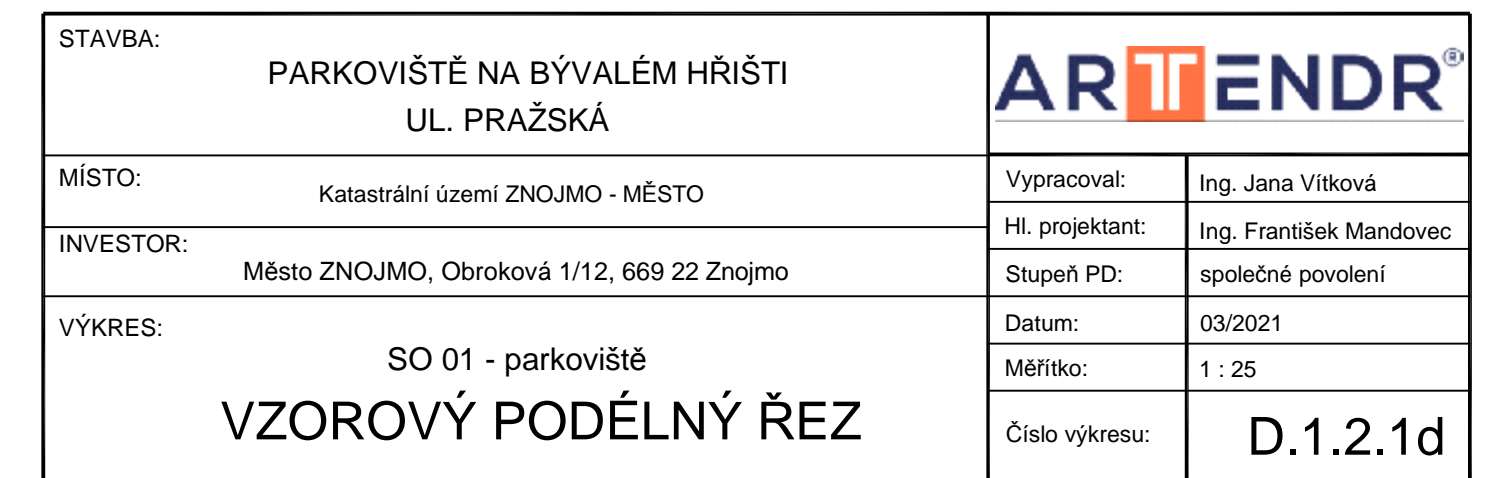 STAVBA:
PARKOVIŠTĚ NA BÝVALÉM HŘIŠTI
UL. PRAŽSKÁ
ARTTENDR®
MÍSTO:
Katastrální území ZNOJMO - MĚSTO
INVESTOR:
Město ZNOJMO, Obroková 1/12, 669 22 Znojmo
VÝKRES:
SO 01 - parkoviště
VZOROVÝ PODÉLNÝ ŘEZ
Vypracoval: Ing. Jana Vítková
Hl. projektant: Ing. František Mandovec
Stupeň PD: společné povolení
Datum: 03/2021
Měřítko: 1 : 25
Číslo výkresu: D.1.2.1d